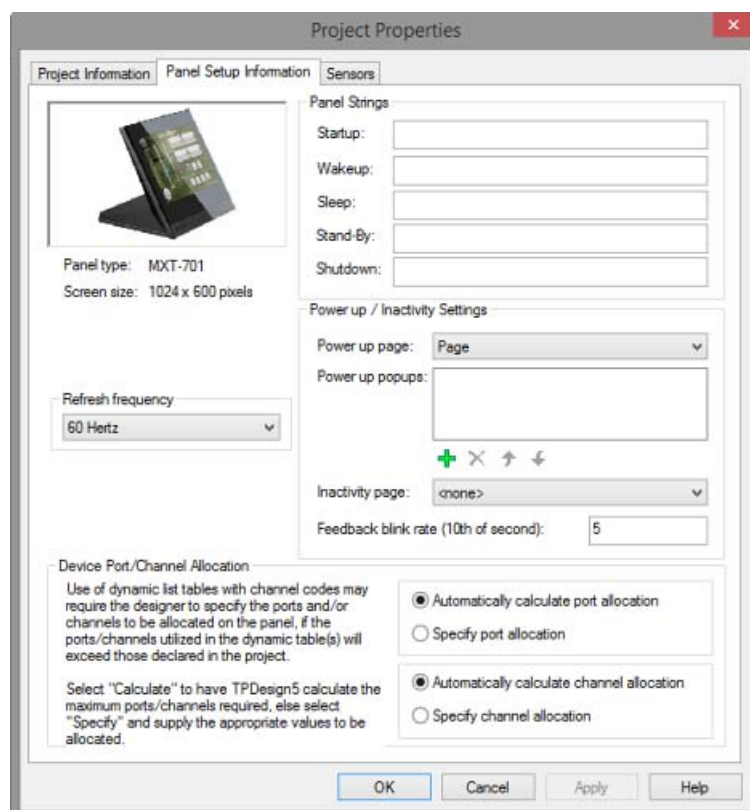 Project Properties
Project Information Panel Setup Information Sensors
Panel type: MXT-701
Screen size: 1024 x 600 pixels
Refresh frequency
60 Hertz
Panel Strings
Startup:
Wakeup:
Sleep:
Stand-By:
Shutdown:
Power up / Inactivity Settings
Power up page: Page
Power up popups:
Inactivity page: <none>
Feedback blink rate (10th of second): 5
Device Port/Channel Allocation
Use of dynamic list tables with channel codes may
require the designer to specify the ports and/or
channels to be allocated on the panel, if the
ports/channels utilized in the dynamic table(s) will
exceed those declared in the project.
Select "Calculate" to have TPDesign5 calculate the
maximum ports/channels required, else select
"Specify" and supply the appropriate values to be
allocated.
Automatically calculate port allocation
Specify port allocation
Automatically calculate channel allocation
Specify channel allocation
OK Cancel Apply Help